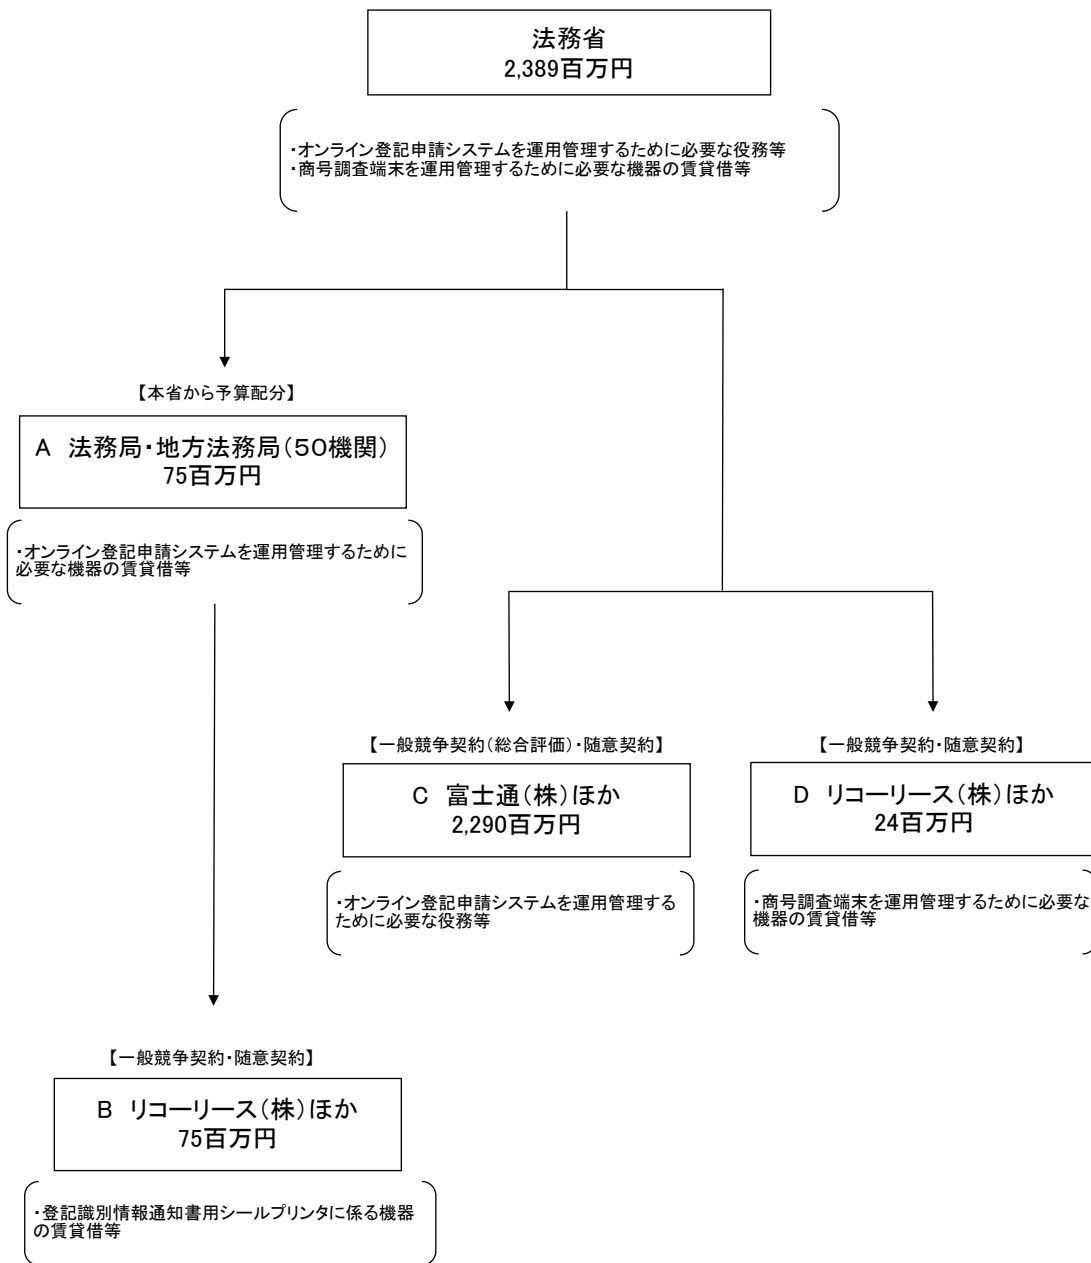 法務省
2,389百万円
・オンライン登記申請システムを運用管理するために必要な役務等
・商号調査端末を運用管理するために必要な機器の賃貸借等
【本省から予算配分】
A 法務局・地方法務局(50機関)
75百万円
・オンライン登記申請システムを運用管理するために
必要な機器の賃貸借等
【一般競争契約(総合評価)・随意契約】
C 富士通(株)ほか
2,290百万円
・オンライン登記申請システムを運用管理する
ために必要な役務等
【一般競争契約・随意契約】
D リコーリース(株)ほか
24百万円
・商号調査端末を運用管理するために必要な
機器の賃貸借等
【一般競争契約・随意契約】
B リコーリース(株)ほか
75百万円
・登記識別情報通知書用シールプリンタに係る機器
の賃貸借等